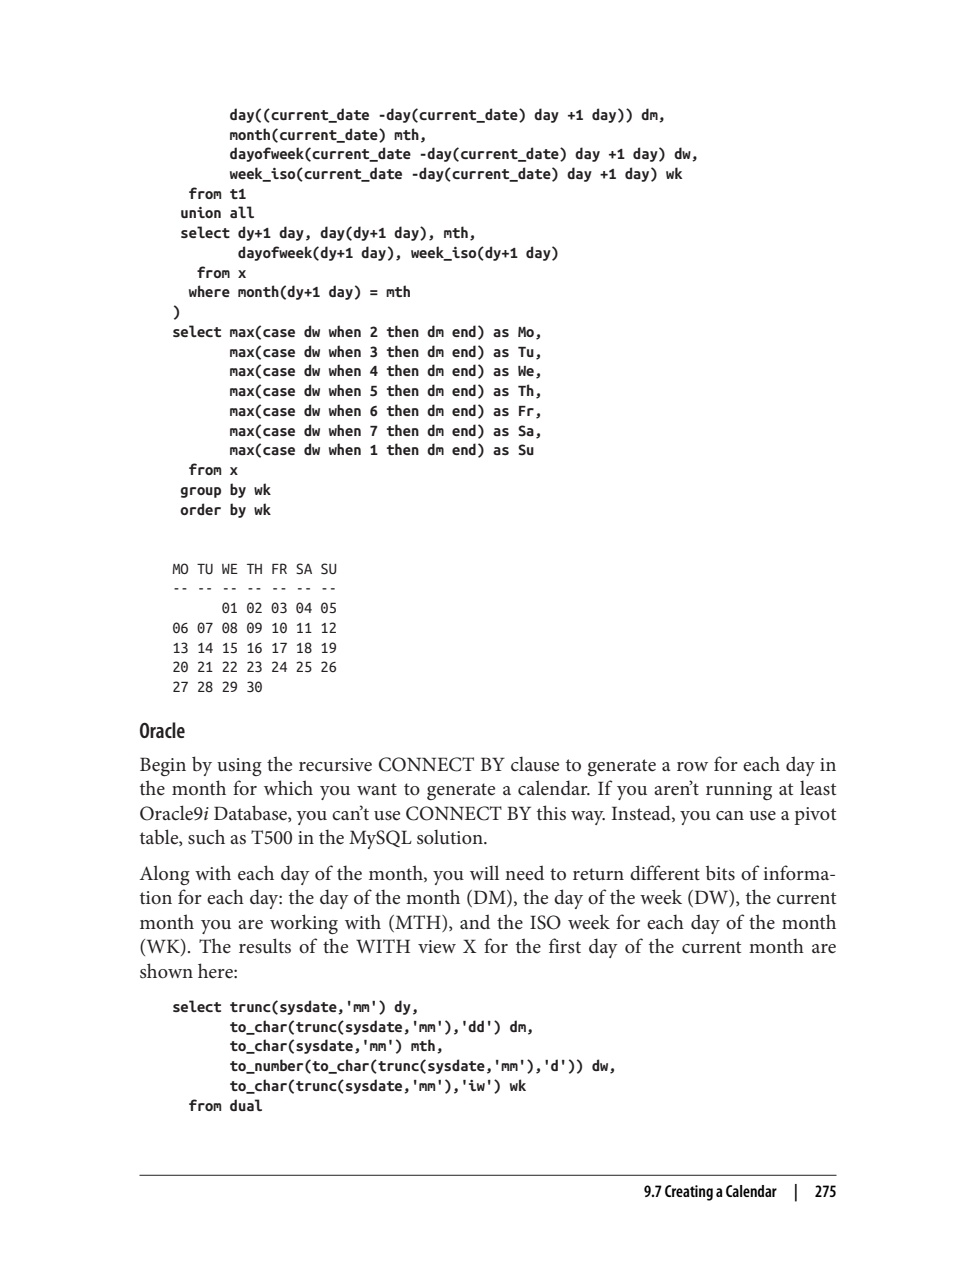 day((current_date -day(current_date) day +1 day)) dm,
month(current_date) mth,
dayofweek(current_date -day(current_date) day +1 day) dw,
week_iso(current_date -day(current_date) day +1 day) wk
from t1
union all
select dy+1 day, day(dy+1 day), mth,
dayofweek(dy+1 day), week_iso(dy+1 day)
from x
where month(dy+1 day) = mth
)
select max(case dw when 2 then dm end) as Mo,
max(case dw when 3 then dm end) as Tu,
max(case dw when 4 then dm end) as We,
max(case dw when 5 then dm end) as Th,
max(case dw when 6 then dm end) as Fr,
max(case dw when 7 then dm end) as Sa,
max(case dw when 1 then dm end) as Su
from x
group by wk
order by wk
MO TU WE TH FR SA SU
-- -- -- -- -- -- --
01 02 03 04 05
06 07 08 09 10 11 12
13 14 15 16 17 18 19
20 21 22 23 24 25 26
27 28 29 30
Oracle
Begin by using the recursive CONNECT BY clause to generate a row for each day in
the month for which you want to generate a calendar. If you aren’t running at least
Oracle9i Database, you can’t use CONNECT BY this way. Instead, you can use a pivot
table, such as T500 in the MySQL solution.
Along with each day of the month, you will need to return different bits of informa-
tion for each day: the day of the month (DM), the day of the week (DW), the current
month you are working with (MTH), and the ISO week for each day of the month
(WK). The results of the WITH view X for the first day of the current month are
shown here:
select trunc(sysdate,'mm') dy,
to_char(trunc(sysdate,'mm'),'dd') dm,
to_char(sysdate,'mm') mth,
to_number(to_char(trunc(sysdate,'mm'),'d')) dw,
to_char(trunc(sysdate,'mm'),'iw') wk
from dual
9.7 Creating a Calendar | 275